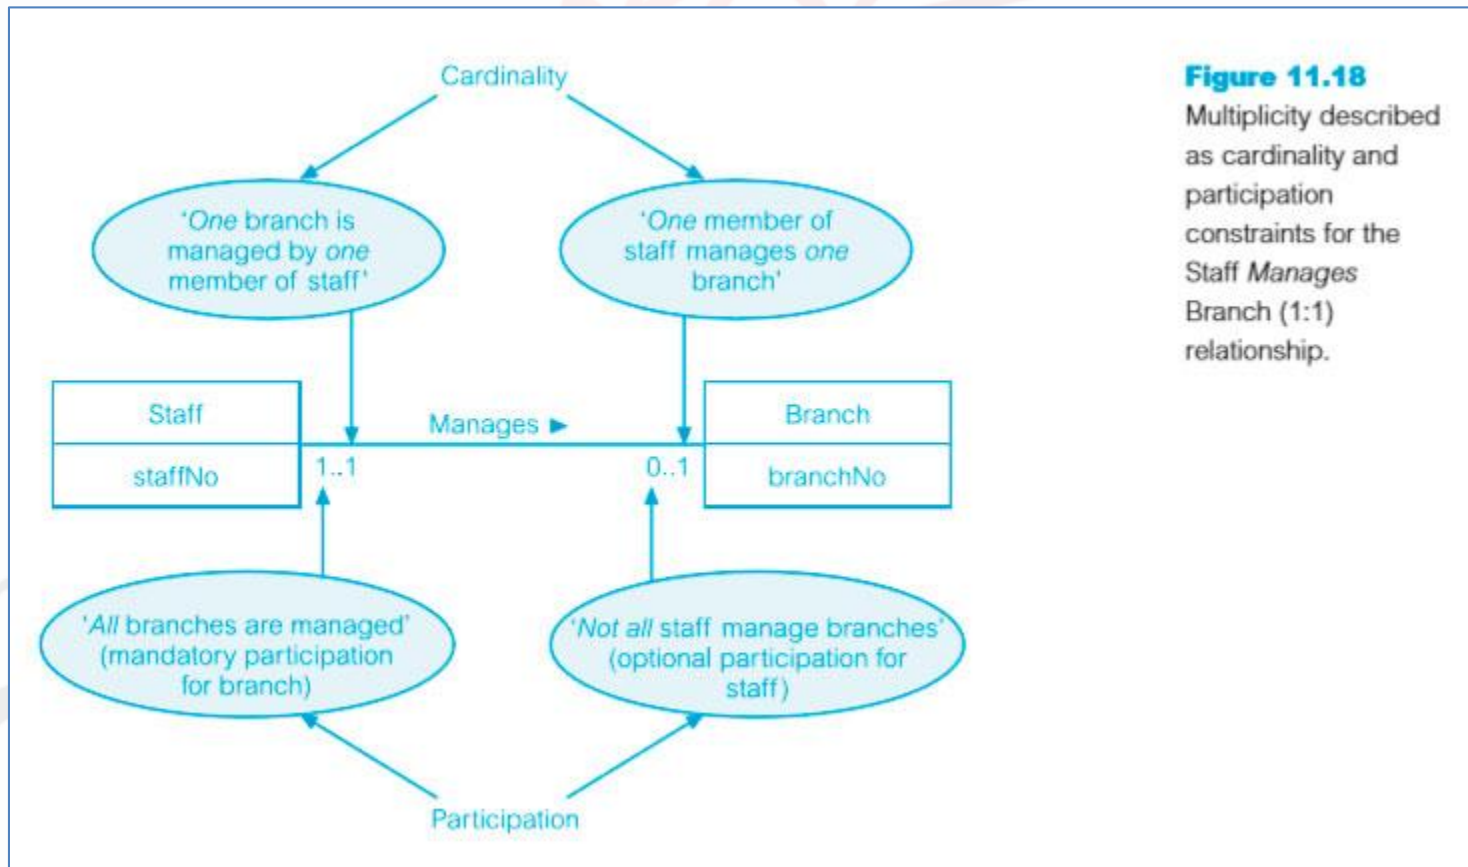 Cardinality
'One branch is
managed by one
member of staff'
'One member of
staff manages one
branch'
Staff
staffNo
Manages ►
1..1
0..1
Branch
branchNo
'All branches are managed'
(mandatory participation
for branch)
'Not all staff manage branches'
(optional participation for
staff)
Participation
Figure 11.18
Multiplicity described
as cardinality and
participation
constraints for the
Staff Manages
Branch (1:1)
relationship.